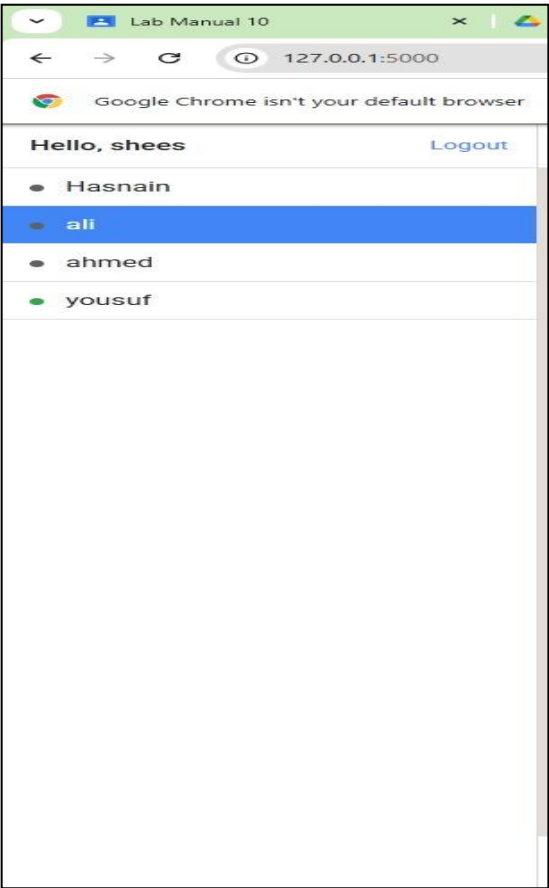 Lab Manual 10
127.0.0.1:5000
Google Chrome isn't your default browser
Hello, shees Logout
Hasnain
ali
ahmed
yousuf